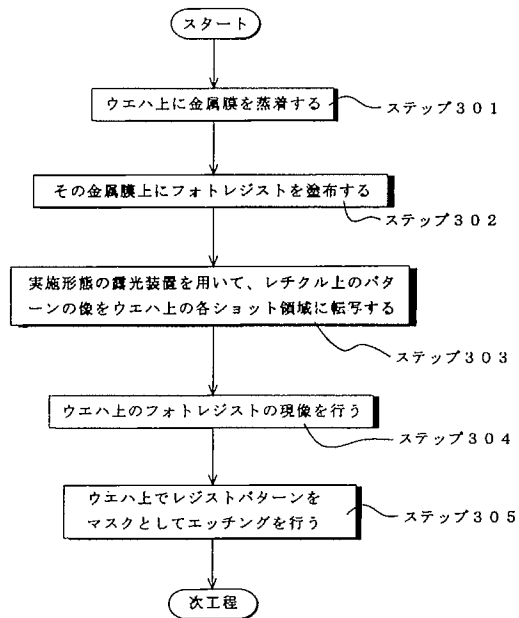 スタート
ウエハ上に金属膜を蒸着する
ステップ301
その金属膜上にフォトレジストを塗布する
ステップ302
実施形態の露光装置を用いて、レチクル上のパタ
ーンの像をウエハ上の各ショット領域に転写する
ステップ303
ウエハ上のフォトレジストの現像を行う
ステップ304
ウエハ上でレジストパターンを
マスクとしてエッチングを行う
ステップ305
次工程